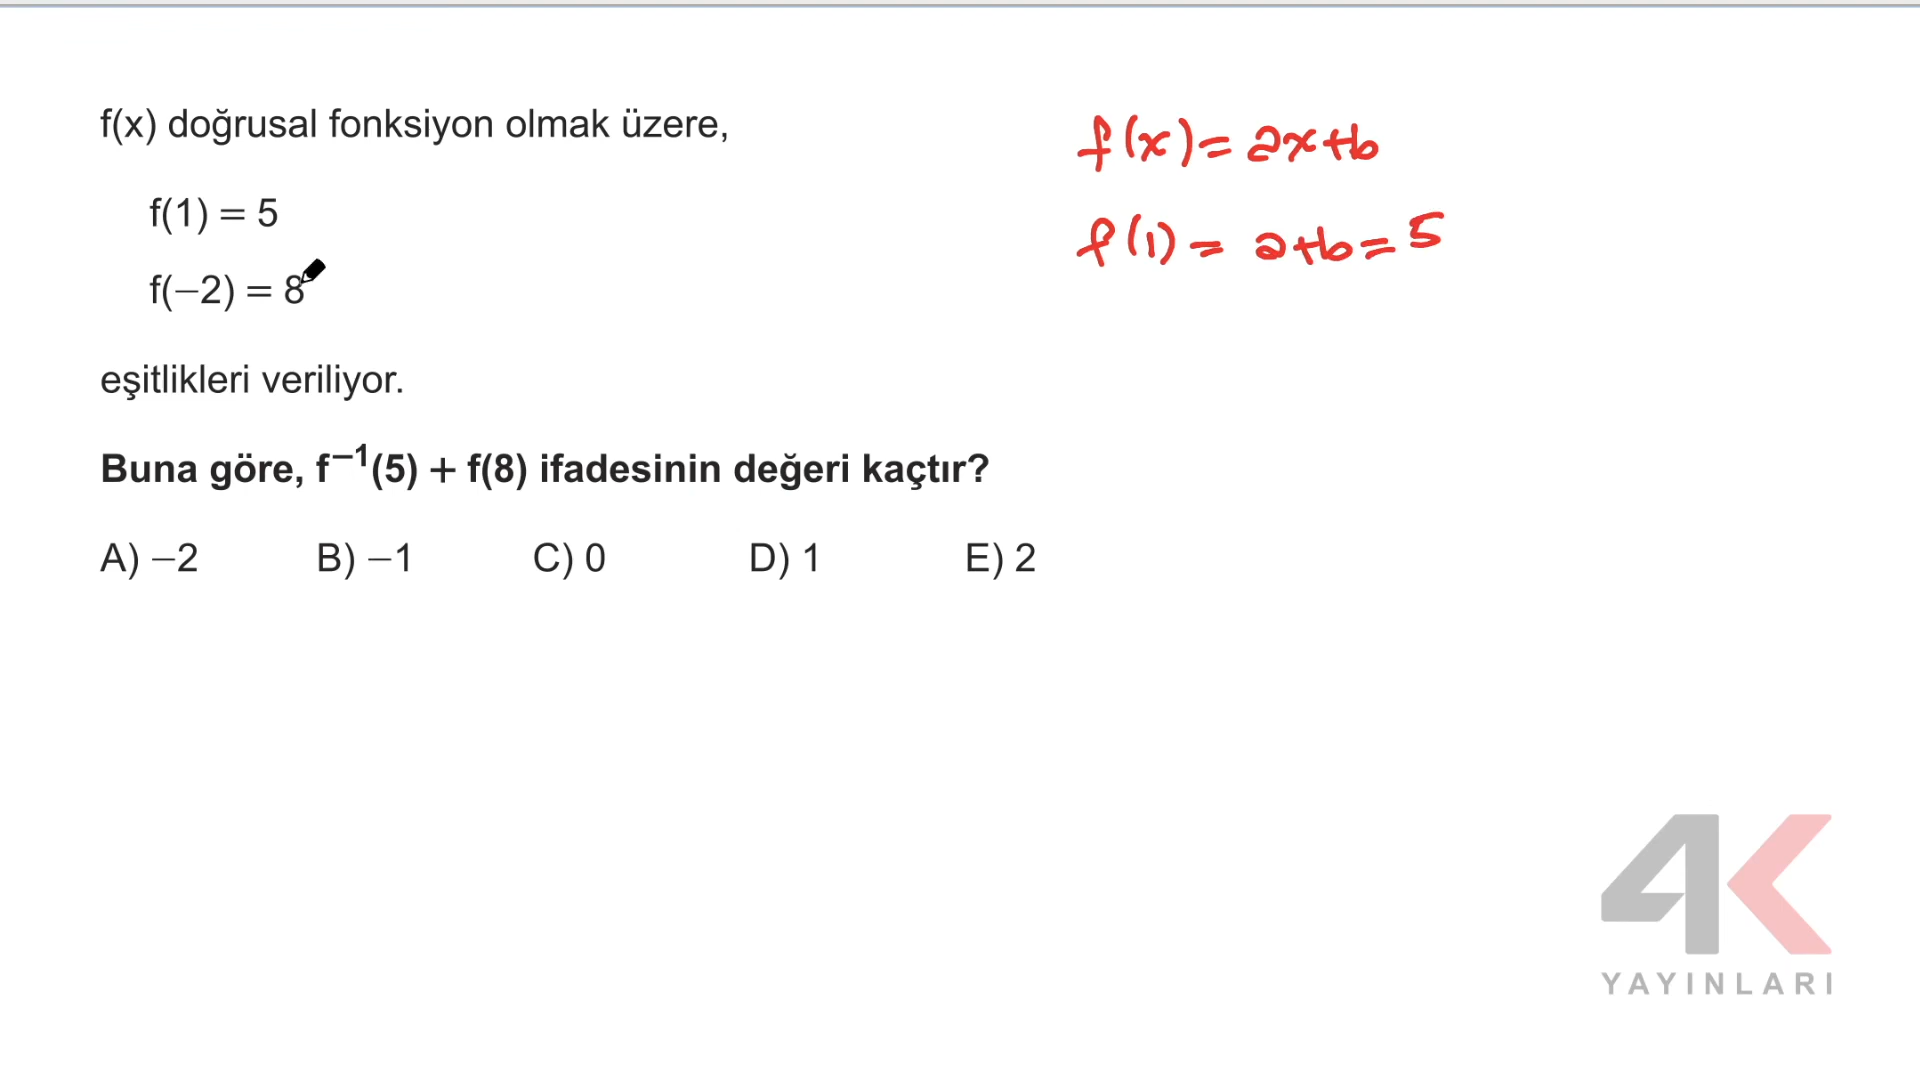 f(x) doğrusal fonksiyon olmak üzere,
f(1) = 5
f(−2) = 8
eşitlikleri veriliyor.
Buna göre, f⁻¹(5) + f(8) ifadesinin değeri kaçtır?
A) −2 B) −1 C) 0 D) 1 E) 2
f(x) = ax+b
f(1) = a+b = 5
4K
YAYINLARI